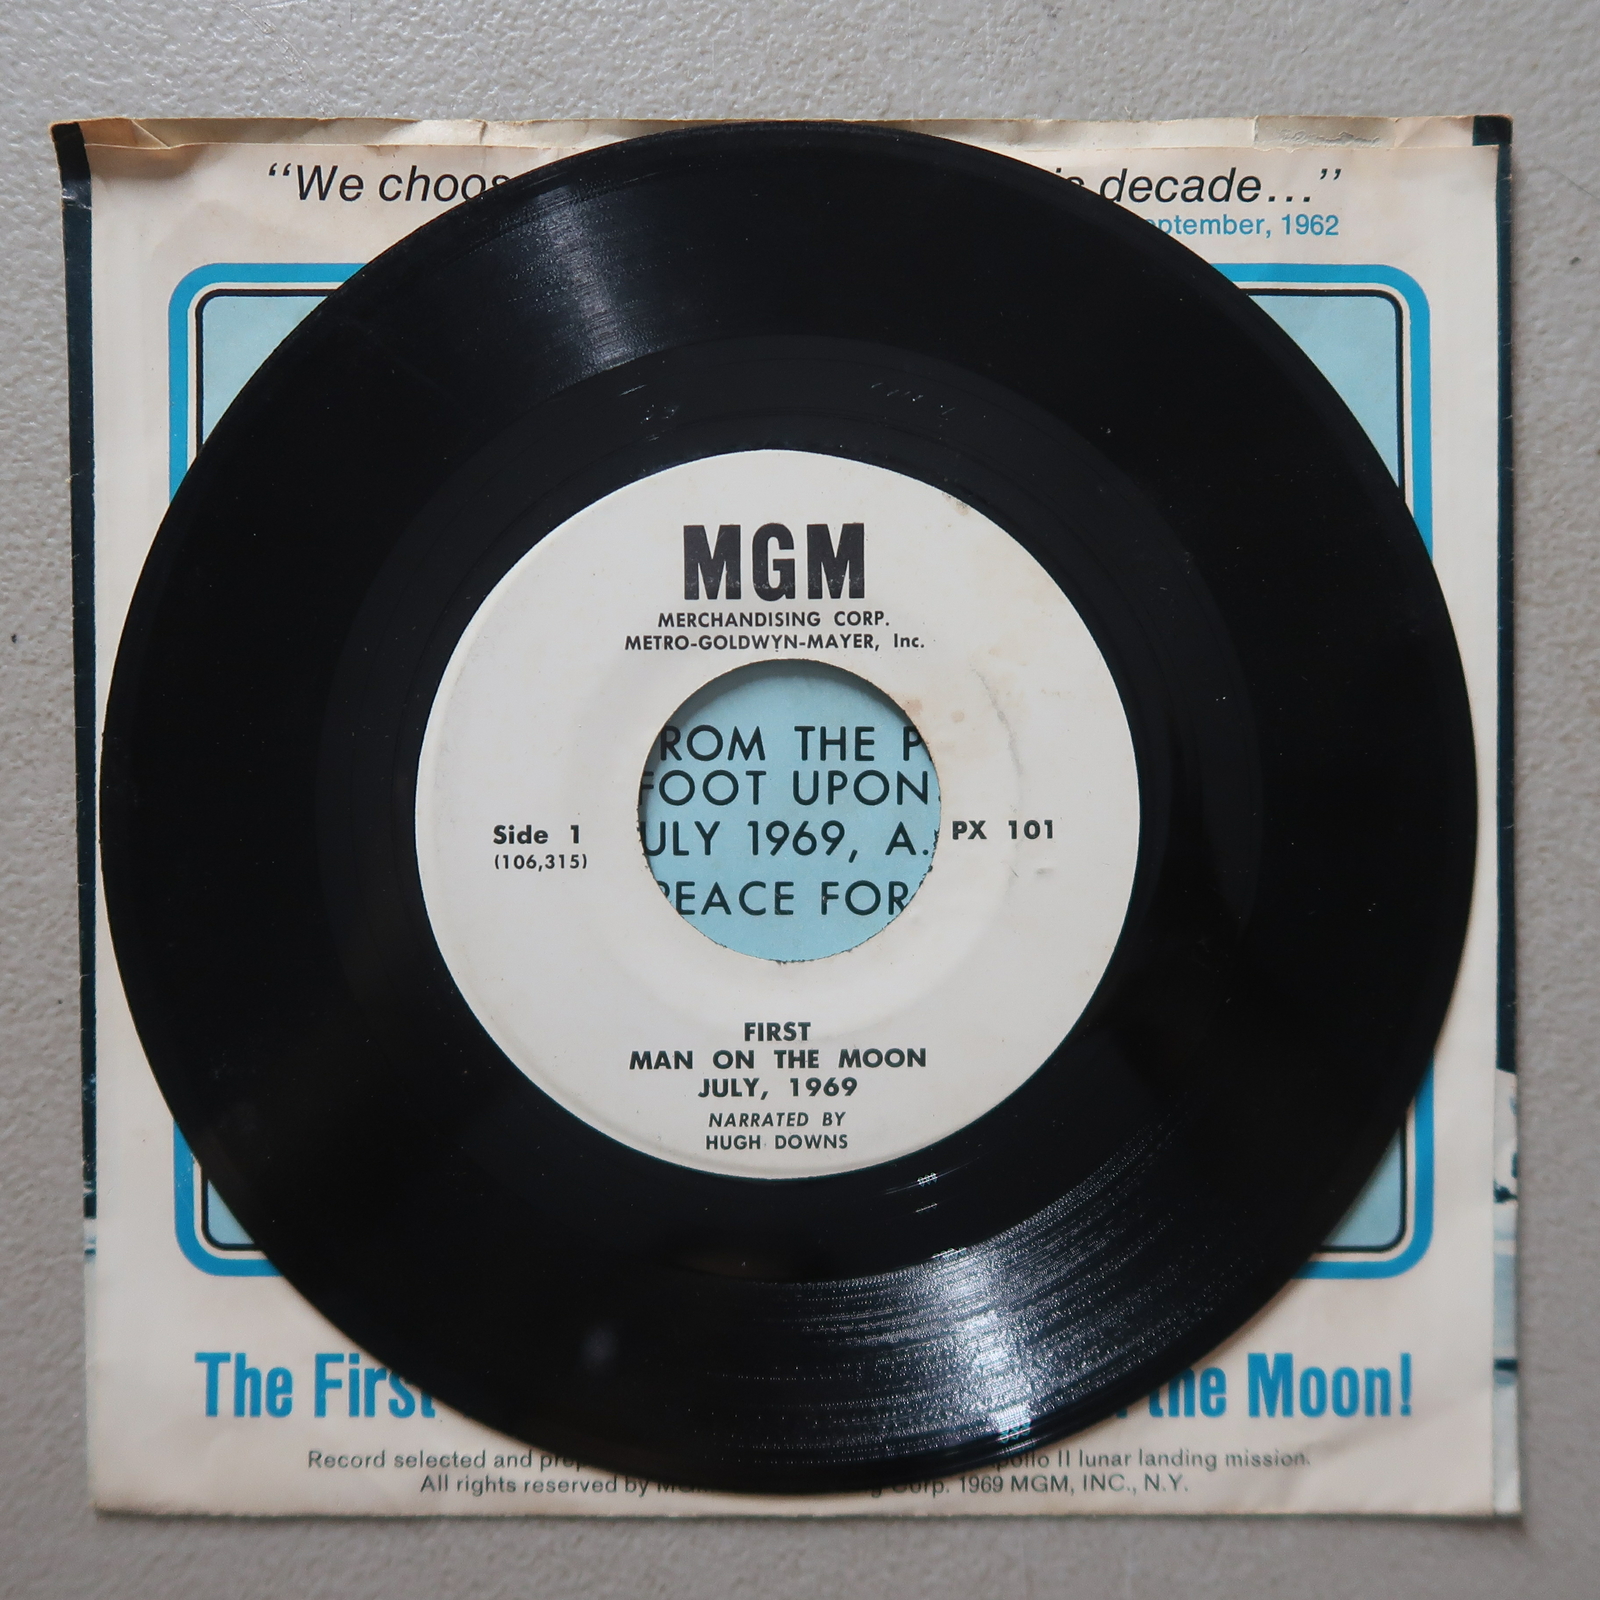 “We choos is decade...”
eptember, 1962
MGM
MERCHANDISING CORP.
METRO-GOLDWYN-MAYER, Inc.
ROM THE P
FOOT UPON
ULY 1969, A.
PEACE FOR
Side 1
(106,315)
PX 101
FIRST
MAN ON THE MOON
JULY, 1969
NARRATED BY
HUGH DOWNS
The First the Moon!
Record selected and prep pollo II lunar landing mission.
All rights reserved by MGM g Corp. 1969 MGM, INC., N.Y.